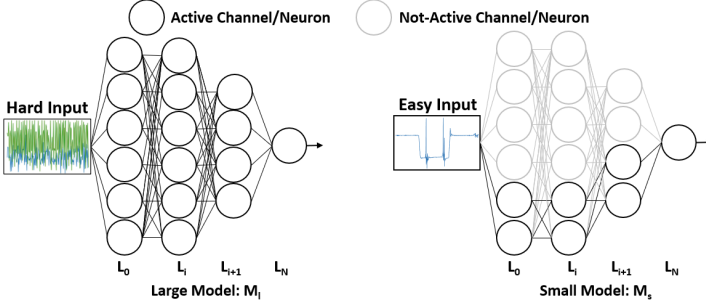 Active Channel/Neuron
Not-Active Channel/Neuron
Hard Input
Easy Input
L0 Li Li+1 LN
L0 Li Li+1 LN
Large Model: Ml
Small Model: Ms